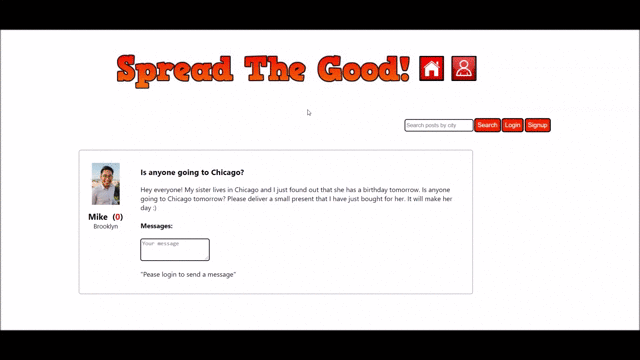 Spread The Good!
Search posts by city Search Login Signup
Is anyone going to Chicago?
Hey everyone! My sister lives in Chicago and I just found out that she has a birthday tomorrow. Is anyone
going to Chicago tomorrow? Please deliver a small present that I have just bought for her. It will make her
day :)
Mike (0)
Brooklyn
Messages:
Your message
"Pease login to send a message"